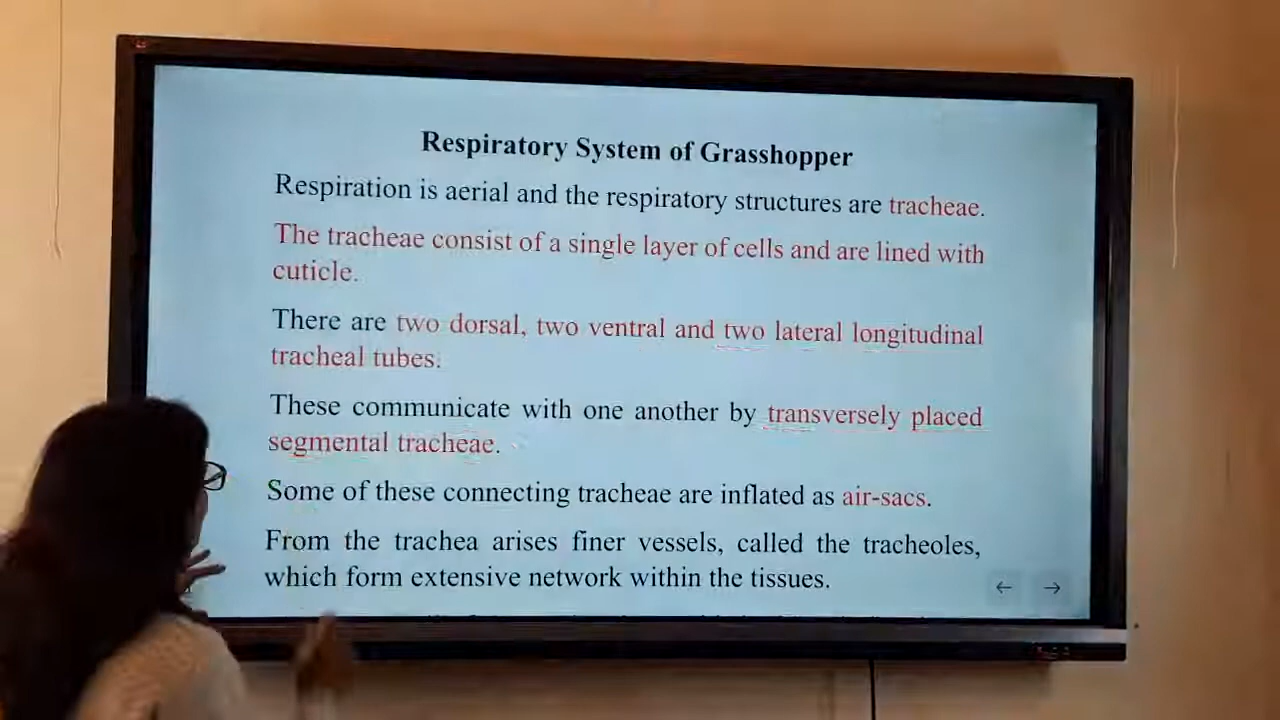 Respiratory System of Grasshopper
Respiration is aerial and the respiratory structures are tracheae.
The tracheae consist of a single layer of cells and are lined with
cuticle.
There are two dorsal, two ventral and two lateral longitudinal
tracheal tubes.
These communicate with one another by transversely placed
segmental tracheae.
Some of these connecting tracheae are inflated as air-sacs.
From the trachea arises finer vessels, called the tracheoles,
which form extensive network within the tissues.